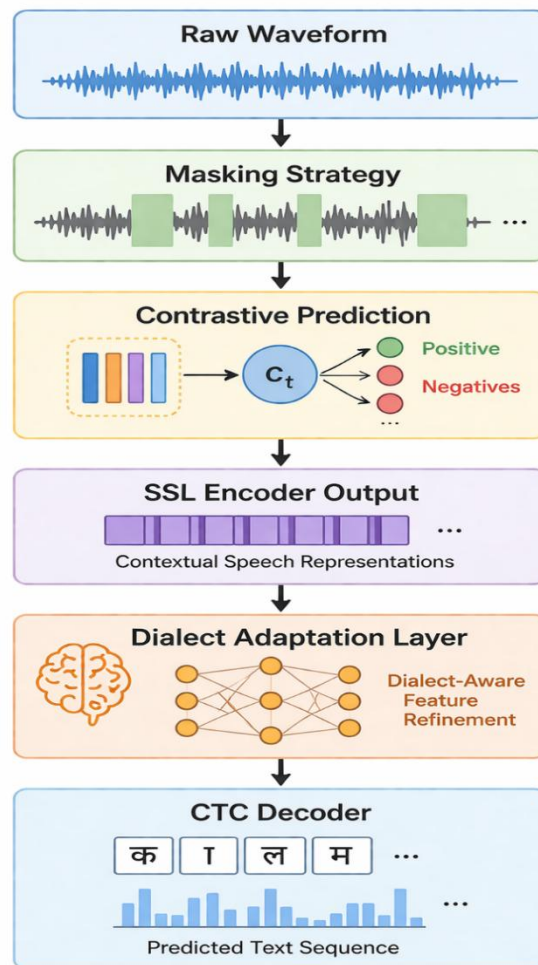 Raw Waveform
Masking Strategy
...
Contrastive Prediction
Cₜ
Positive
Negatives
...
SSL Encoder Output
...
Contextual Speech Representations
Dialect Adaptation Layer
Dialect-Aware
Feature
Refinement
CTC Decoder
क ा ल म ...
...
Predicted Text Sequence